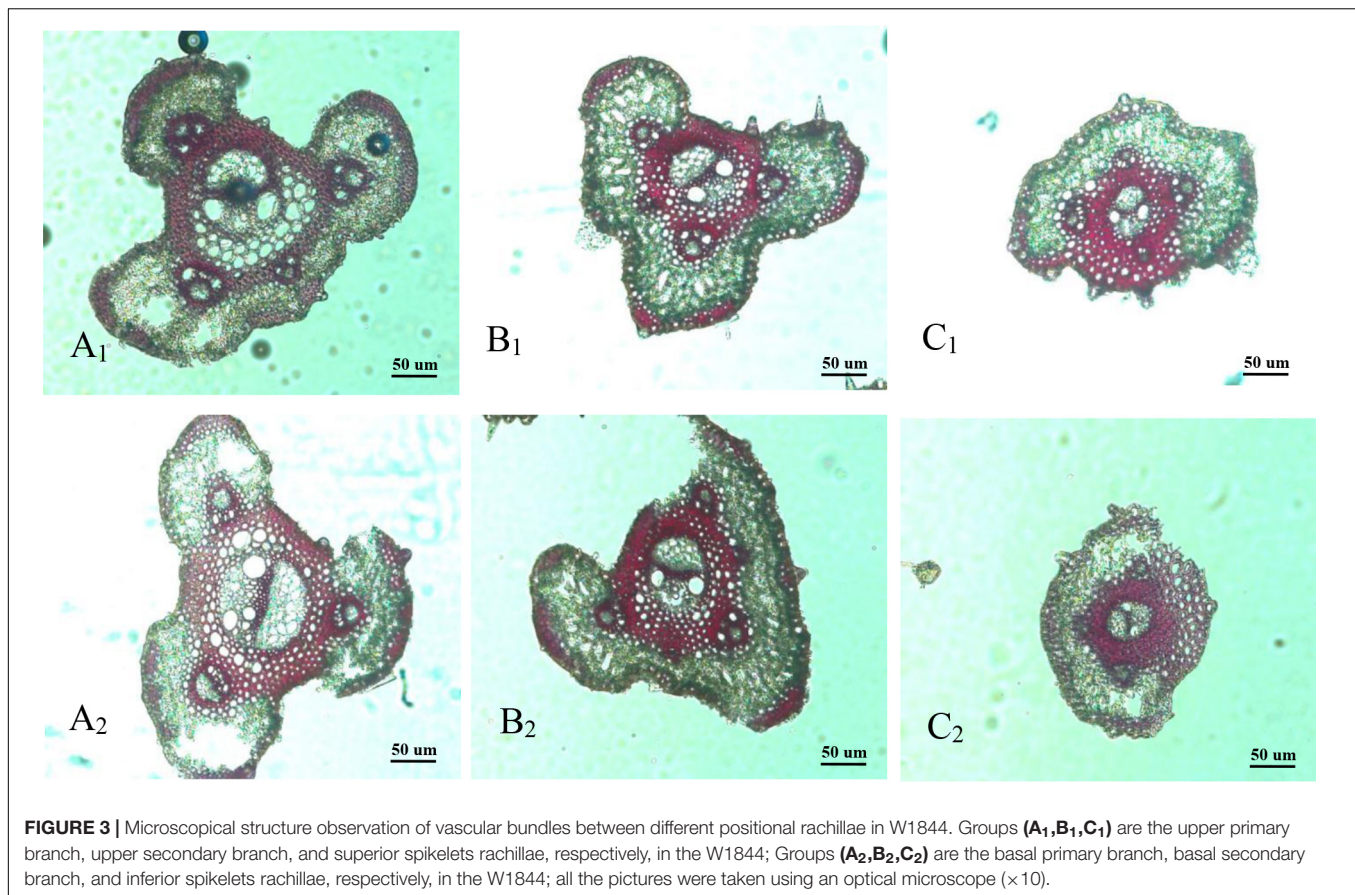 A₁
50 um
B₁
50 um
C₁
50 um
A₂
50 um
B₂
50 um
C₂
50 um
FIGURE 3 | Microscopical structure observation of vascular bundles between different positional rachillae in W1844. Groups (A₁,B₁,C₁) are the upper primary
branch, upper secondary branch, and superior spikelets rachillae, respectively, in the W1844; Groups (A₂,B₂,C₂) are the basal primary branch, basal secondary
branch, and inferior spikelets rachillae, respectively, in the W1844; all the pictures were taken using an optical microscope (×10).